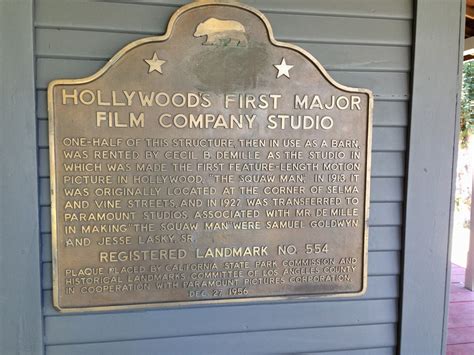 HOLLYWOOD'S FIRST MAJOR
FILM COMPANY STUDIO
ONE-HALF OF THIS STRUCTURE, THEN IN USE AS A BARN,
WAS RENTED BY CECIL B. DEMILLE AS THE STUDIO IN
WHICH WAS MADE THE FIRST FEATURE-LENGTH MOTION
PICTURE IN HOLLYWOOD, "THE SQUAW MAN," IN 1913. IT
WAS ORIGINALLY LOCATED AT THE CORNER OF SELMA
AND VINE STREETS, AND IN 1927 WAS TRANSFERRED TO
PARAMOUNT STUDIOS. ASSOCIATED WITH MR. DE MILLE
IN MAKING "THE SQUAW MAN" WERE SAMUEL GOLDWYN
AND JESSE LASKY, SR.
REGISTERED LANDMARK NO. 554
PLAQUE PLACED BY CALIFORNIA STATE PARK COMMISSION AND
HISTORICAL LANDMARKS COMMITTEE OF LOS ANGELES COUNTY
IN COOPERATION WITH PARAMOUNT PICTURES CORPORATION.
DEC. 27, 1956